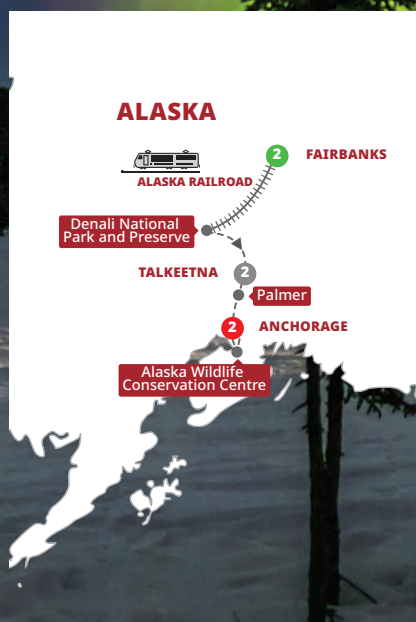 ALASKA
2
FAIRBANKS
ALASKA RAILROAD
Denali National
Park and Preserve
TALKEETNA
2
Palmer
2
ANCHORAGE
Alaska Wildlife
Conservation Centre